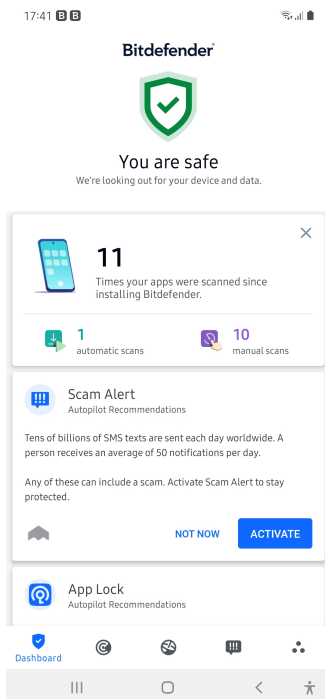 17:41 B B
Bitdefender
You are safe
We're looking out for your device and data.
11
Times your apps were scanned since
installing Bitdefender.
1
automatic scans
10
manual scans
Scam Alert
Autopilot Recommendations
Tens of billions of SMS texts are sent each day worldwide. A
person receives an average of 50 notifications per day.
Any of these can include a scam. Activate Scam Alert to stay
protected.
NOT NOW ACTIVATE
App Lock
Autopilot Recommendations
Dashboard